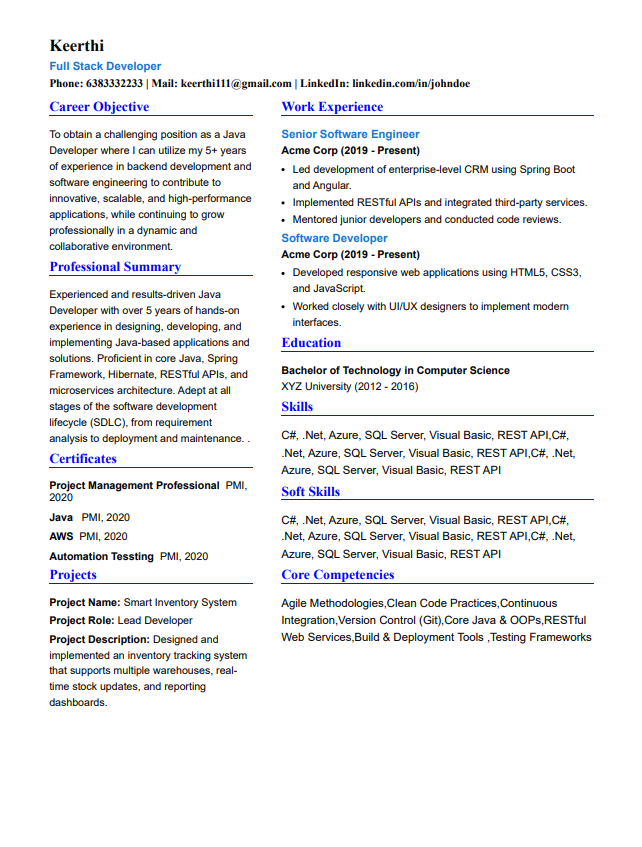 Keerthi
Full Stack Developer
Phone: 6383332233 | Mail: keerthi111@gmail.com | LinkedIn: linkedin.com/in/johndoe
Career Objective
To obtain a challenging position as a Java
Developer where I can utilize my 5+ years
of experience in backend development and
software engineering to contribute to
innovative, scalable, and high-performance
applications, while continuing to grow
professionally in a dynamic and
collaborative environment.
Professional Summary
Experienced and results-driven Java
Developer with over 5 years of hands-on
experience in designing, developing, and
implementing Java-based applications and
solutions. Proficient in core Java, Spring
Framework, Hibernate, RESTful APIs, and
microservices architecture. Adept at all
stages of the software development
lifecycle (SDLC), from requirement
analysis to deployment and maintenance. .
Certificates
Project Management Professional PMI,
2020
Java PMI, 2020
AWS PMI, 2020
Automation Tessting PMI, 2020
Projects
Project Name: Smart Inventory System
Project Role: Lead Developer
Project Description: Designed and
implemented an inventory tracking system
that supports multiple warehouses, real-
time stock updates, and reporting
dashboards.
Work Experience
Senior Software Engineer
Acme Corp (2019 - Present)
• Led development of enterprise-level CRM using Spring Boot
and Angular.
• Implemented RESTful APIs and integrated third-party services.
• Mentored junior developers and conducted code reviews.
Software Developer
Acme Corp (2019 - Present)
• Developed responsive web applications using HTML5, CSS3,
and JavaScript.
• Worked closely with UI/UX designers to implement modern
interfaces.
Education
Bachelor of Technology in Computer Science
XYZ University (2012 - 2016)
Skills
C#, .Net, Azure, SQL Server, Visual Basic, REST API,C#,
.Net, Azure, SQL Server, Visual Basic, REST API,C#, .Net,
Azure, SQL Server, Visual Basic, REST API
Soft Skills
C#, .Net, Azure, SQL Server, Visual Basic, REST API,C#,
.Net, Azure, SQL Server, Visual Basic, REST API,C#, .Net,
Azure, SQL Server, Visual Basic, REST API
Core Competencies
Agile Methodologies,Clean Code Practices,Continuous
Integration,Version Control (Git),Core Java & OOPs,RESTful
Web Services,Build & Deployment Tools ,Testing Frameworks